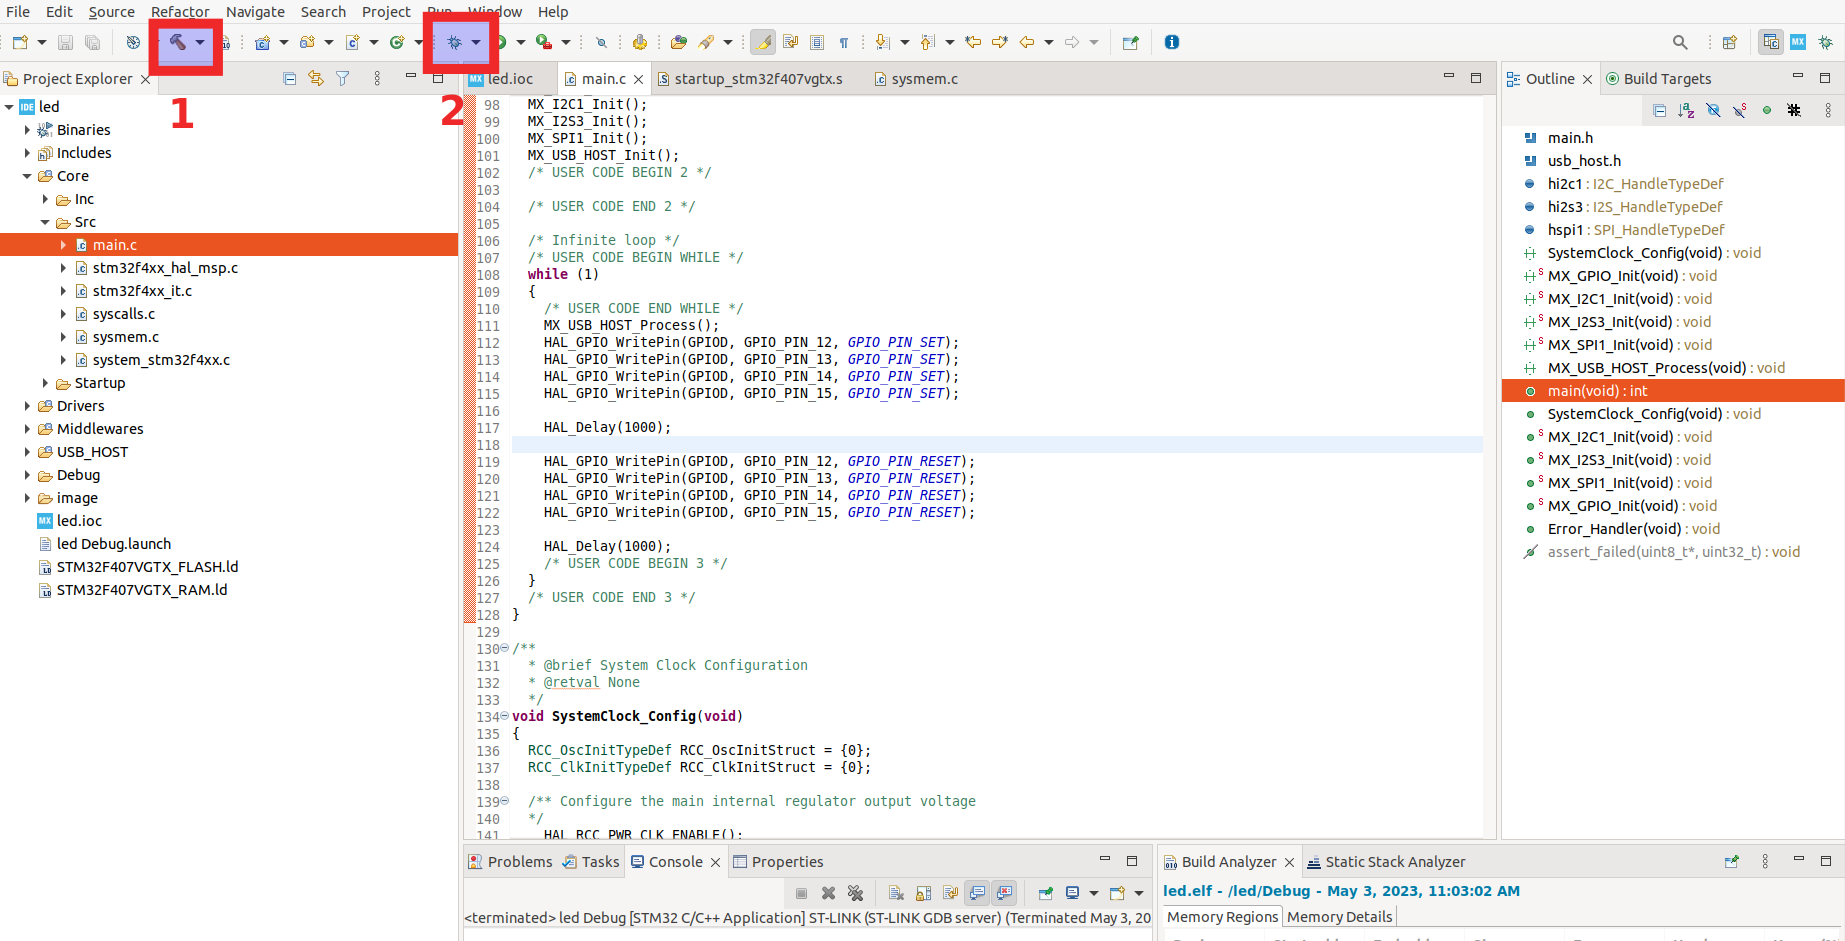 File Edit Source Refactor Navigate Search Project Run Window Help
Project Explorer
1
2
led
Binaries
Includes
Core
Inc
Src
main.c
stm32f4xx_hal_msp.c
stm32f4xx_it.c
syscalls.c
sysmem.c
system_stm32f4xx.c
Startup
Drivers
Middlewares
USB_HOST
Debug
image
led.ioc
led Debug.launch
STM32F407VGTX_FLASH.ld
STM32F407VGTX_RAM.ld
led.ioc main.c startup_stm32f407vgtx.s sysmem.c
98 MX_I2C1_Init();
99 MX_I2S3_Init();
100 MX_SPI1_Init();
101 MX_USB_HOST_Init();
102 /* USER CODE BEGIN 2 */
103
104 /* USER CODE END 2 */
105
106 /* Infinite loop */
107 /* USER CODE BEGIN WHILE */
108 while (1)
109 {
110 /* USER CODE END WHILE */
111 MX_USB_HOST_Process();
112 HAL_GPIO_WritePin(GPIOD, GPIO_PIN_12, GPIO_PIN_SET);
113 HAL_GPIO_WritePin(GPIOD, GPIO_PIN_13, GPIO_PIN_SET);
114 HAL_GPIO_WritePin(GPIOD, GPIO_PIN_14, GPIO_PIN_SET);
115 HAL_GPIO_WritePin(GPIOD, GPIO_PIN_15, GPIO_PIN_SET);
116
117 HAL_Delay(1000);
118
119 HAL_GPIO_WritePin(GPIOD, GPIO_PIN_12, GPIO_PIN_RESET);
120 HAL_GPIO_WritePin(GPIOD, GPIO_PIN_13, GPIO_PIN_RESET);
121 HAL_GPIO_WritePin(GPIOD, GPIO_PIN_14, GPIO_PIN_RESET);
122 HAL_GPIO_WritePin(GPIOD, GPIO_PIN_15, GPIO_PIN_RESET);
123
124 HAL_Delay(1000);
125 /* USER CODE BEGIN 3 */
126 }
127 /* USER CODE END 3 */
128 }
129
130 /**
131 * @brief System Clock Configuration
132 * @retval None
133 */
134 void SystemClock_Config(void)
135 {
136 RCC_OscInitTypeDef RCC_OscInitStruct = {0};
137 RCC_ClkInitTypeDef RCC_ClkInitStruct = {0};
138
139 /** Configure the main internal regulator output voltage
140 */
141 HAL_RCC_PWR_CLK_ENABLE();
Outline Build Targets
main.h
usb_host.h
hi2c1 : I2C_HandleTypeDef
hi2s3 : I2S_HandleTypeDef
hspi1 : SPI_HandleTypeDef
SystemClock_Config(void) : void
MX_GPIO_Init(void) : void
MX_I2C1_Init(void) : void
MX_I2S3_Init(void) : void
MX_SPI1_Init(void) : void
MX_USB_HOST_Process(void) : void
main(void) : int
SystemClock_Config(void) : void
MX_I2C1_Init(void) : void
MX_I2S3_Init(void) : void
MX_SPI1_Init(void) : void
MX_GPIO_Init(void) : void
Error_Handler(void) : void
assert_failed(uint8_t*, uint32_t) : void
Problems Tasks Console Properties
<terminated> led Debug [STM32 C/C++ Application] ST-LINK (ST-LINK GDB server) (Terminated May 3, 20
Build Analyzer Static Stack Analyzer
led.elf - /led/Debug - May 3, 2023, 11:03:02 AM
Memory Regions Memory Details